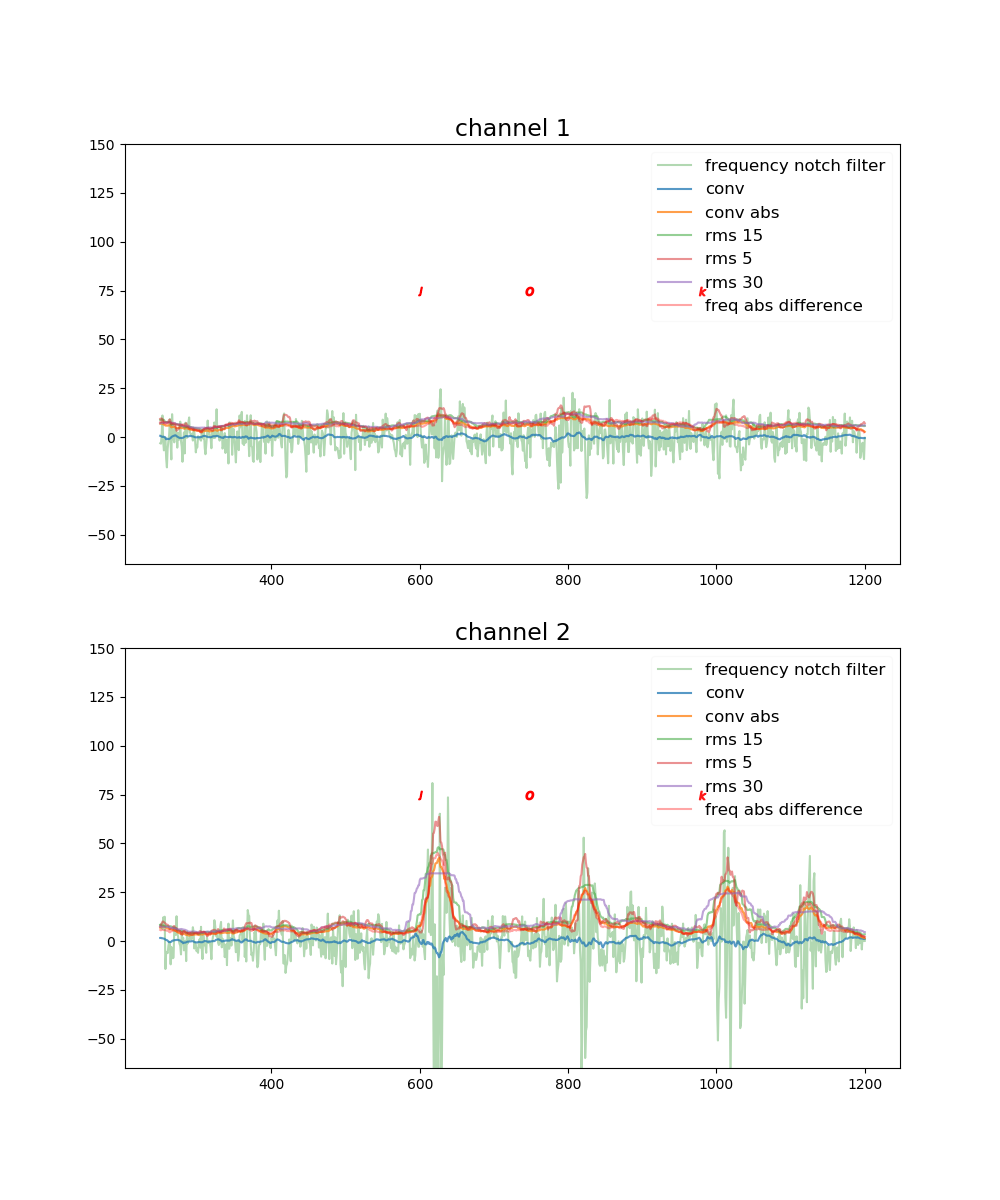 channel 1
150
125
100
75
50
25
0
−25
−50
400 600 800 1000 1200
frequency notch filter
conv
conv abs
rms 15
rms 5
rms 30
freq abs difference
o k
channel 2
150
125
100
75
50
25
0
−25
−50
400 600 800 1000 1200
frequency notch filter
conv
conv abs
rms 15
rms 5
rms 30
freq abs difference
o k